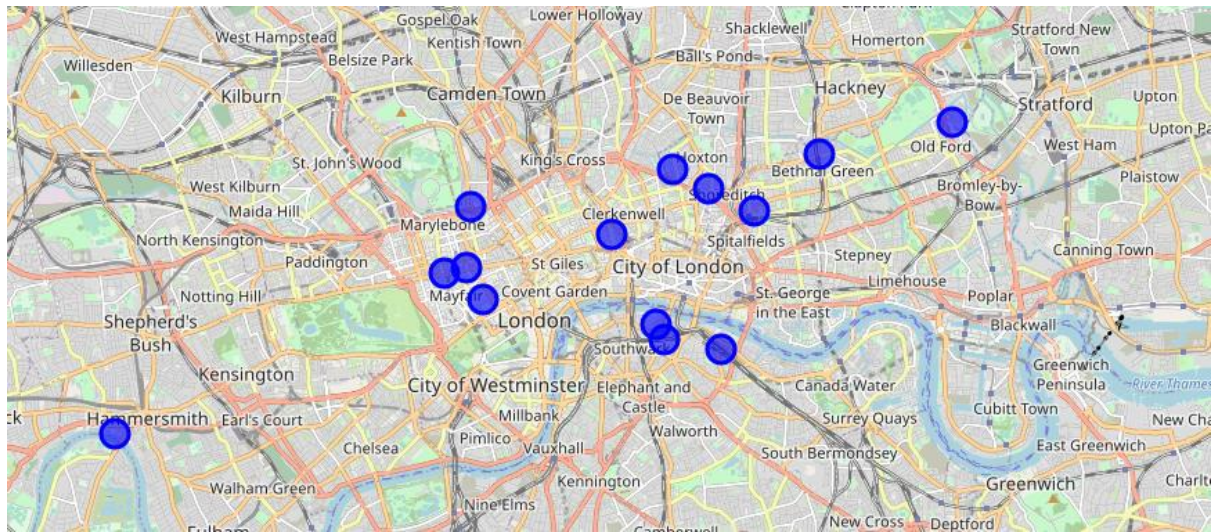 Gospel Oak
Lower Holloway
Shacklewell
West Hampstead
Kentish Town
Homerton
Stratford New
Town
Belsize Park
Ball's Pond
Willesden
Kilburn
Camden Town
De Beauvoir
Town
Hackney
Stratford
Upton
Old Ford
West Ham
Upton Pa
St. John's Wood
King's Cross
Hoxton
Bethnal Green
Plaistow
West Kilburn
Shoreditch
Bromley-by-
Bow
Maida Hill
Marylebone
Clerkenwell
North Kensington
Spitalfields
Stepney
Canning Town
Paddington
St Giles
City of London
Notting Hill
Mayfair
Covent Garden
St. George
in the East
Limehouse
Poplar
Shepherd's
Bush
London
Blackwall
Southwark
Kensington
City of Westminster
Elephant and
Castle
Canada Water
Greenwich
Peninsula
River Thames
Hammersmith
Earl's Court
Millbank
Surrey Quays
Cubitt Town
New Cha
ck
Pimlico
Walworth
Chelsea
Vauxhall
South Bermondsey
East Greenwich
Walham Green
Kennington
Greenwich
Charlt
Nine Elms
Fulham
Camberwell
New Cross
Deptford